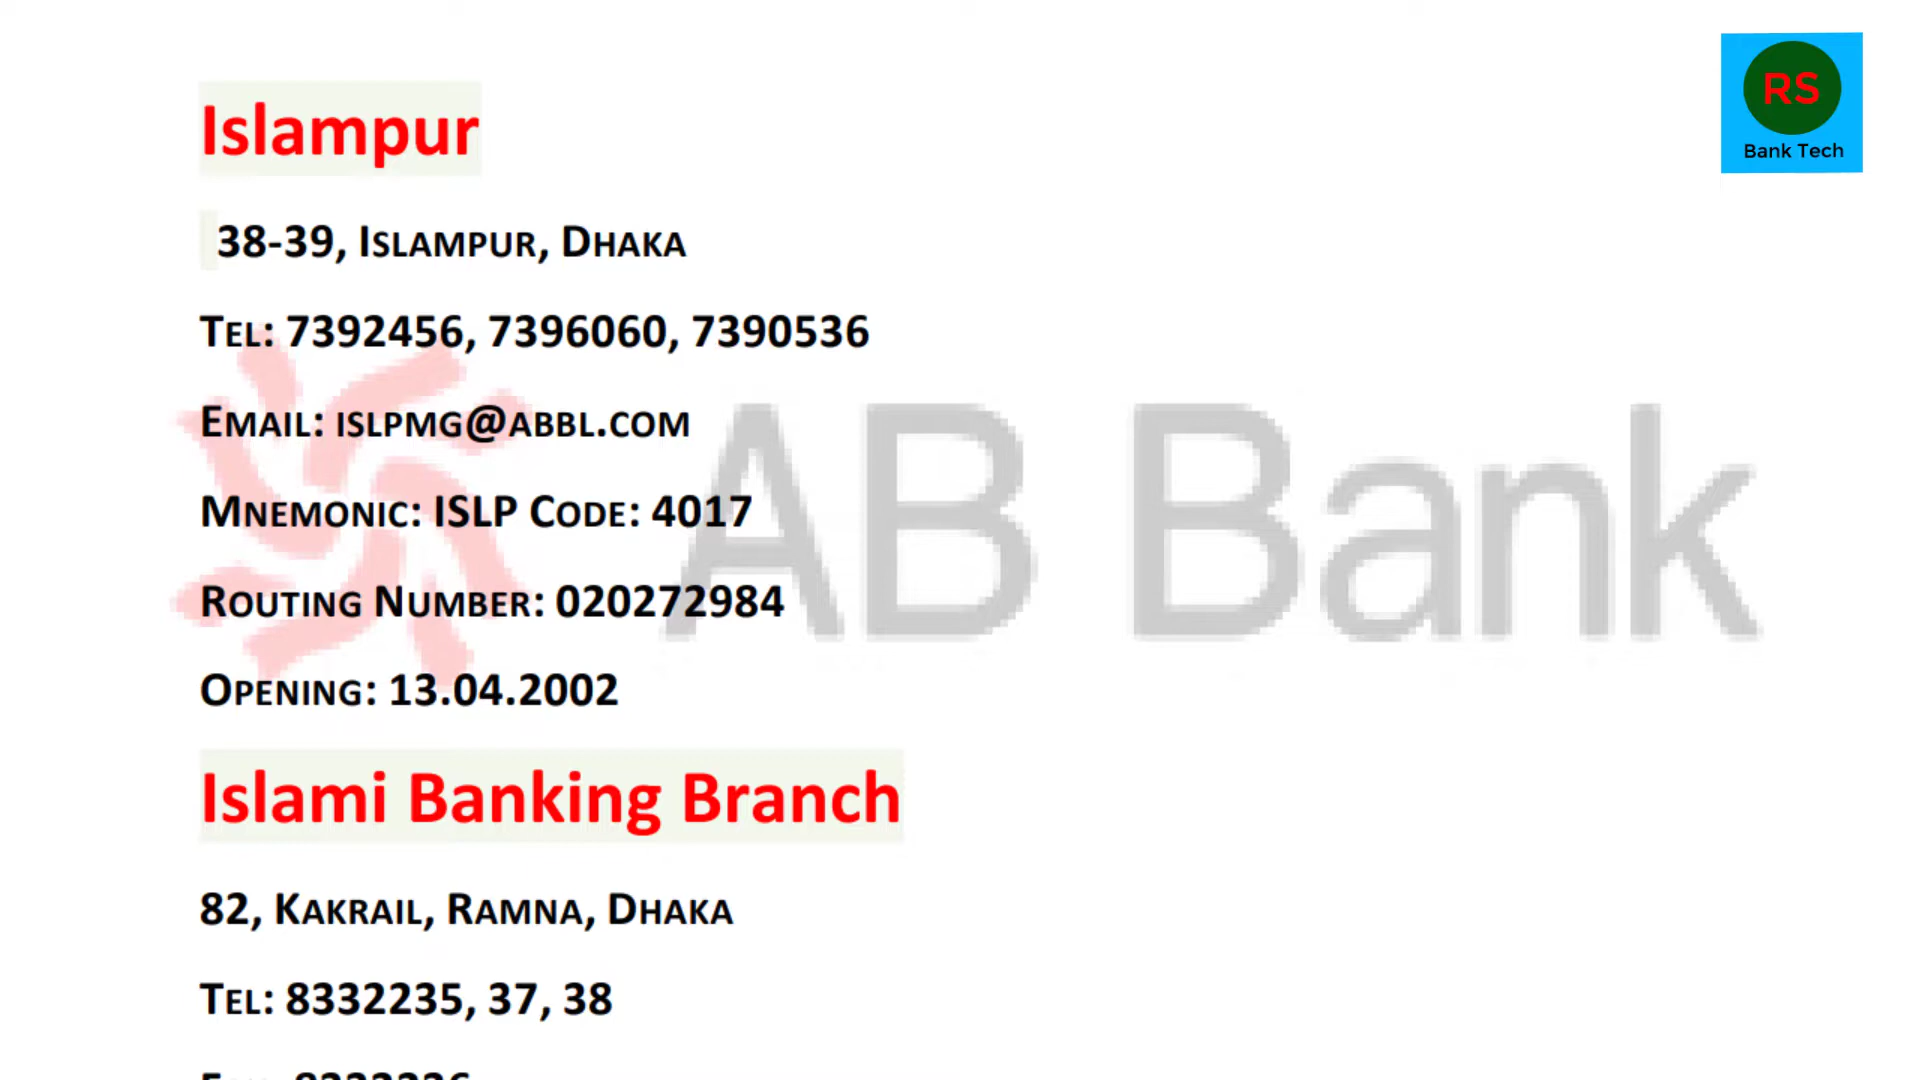 RS
Bank Tech
Islampur
38-39, Islampur, Dhaka
Tel: 7392456, 7396060, 7390536
Email: islpmg@abbl.com
Mnemonic: ISLP Code: 4017
Routing Number: 020272984
Opening: 13.04.2002
AB Bank
Islami Banking Branch
82, Kakrail, Ramna, Dhaka
Tel: 8332235, 37, 38